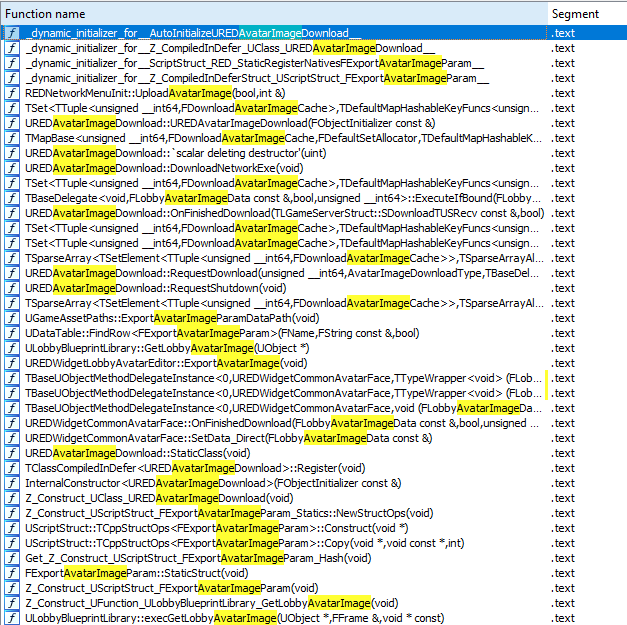 Function name Segment
_dynamic_initializer_for__AutoInitializeUREDAvatarImageDownload__ .text
_dynamic_initializer_for__Z_CompiledInDefer_UClass_UREDAvatarImageDownload__ .text
_dynamic_initializer_for__ScriptStruct_RED_StaticRegisterNativesFExportAvatarImageParam__ .text
_dynamic_initializer_for__Z_CompiledInDeferStruct_UScriptStruct_FExportAvatarImageParam__ .text
REDNetworkMenuInit::UploadAvatarImage(bool,int &) .text
TSet<TTuple<unsigned __int64,FDownloadAvatarImageCache>,TDefaultMapHashableKeyFuncs<unsign... .text
UREDAvatarImageDownload::UREDAvatarImageDownload(FObjectInitializer const &) .text
TMapBase<unsigned __int64,FDownloadAvatarImageCache,FDefaultSetAllocator,TDefaultMapHashableK... .text
UREDAvatarImageDownload::`scalar deleting destructor'(uint) .text
UREDAvatarImageDownload::DownloadNetworkExe(void) .text
TSet<TTuple<unsigned __int64,FDownloadAvatarImageCache>,TDefaultMapHashableKeyFuncs<unsign... .text
TBaseDelegate<void,FLobbyAvatarImageData const &,bool,unsigned __int64>::ExecuteIfBound(FLobby... .text
UREDAvatarImageDownload::OnFinishedDownload(TLGameServerStruct::SDownloadTUSRecv const &,bool) .text
TSet<TTuple<unsigned __int64,FDownloadAvatarImageCache>,TDefaultMapHashableKeyFuncs<unsign... .text
TSet<TTuple<unsigned __int64,FDownloadAvatarImageCache>,TDefaultMapHashableKeyFuncs<unsign... .text
TSparseArray<TSetElement<TTuple<unsigned __int64,FDownloadAvatarImageCache>>,TSparseArrayAl... .text
UREDAvatarImageDownload::RequestDownload(unsigned __int64,AvatarImageDownloadType,TBaseDel... .text
UREDAvatarImageDownload::RequestShutdown(void) .text
TSparseArray<TSetElement<TTuple<unsigned __int64,FDownloadAvatarImageCache>>,TSparseArrayAl... .text
UGameAssetPaths::ExportAvatarImageParamDataPath(void) .text
UDataTable::FindRow<FExportAvatarImageParam>(FName,FString const &,bool) .text
ULobbyBlueprintLibrary::GetLobbyAvatarImage(UObject *) .text
UREDWidgetLobbyAvatarEditor::ExportAvatarImage(void) .text
TBaseUObjectMethodDelegateInstance<0,UREDWidgetCommonAvatarFace,TTypeWrapper<void> (FLob... .text
TBaseUObjectMethodDelegateInstance<0,UREDWidgetCommonAvatarFace,TTypeWrapper<void> (FLob... .text
TBaseUObjectMethodDelegateInstance<0,UREDWidgetCommonAvatarFace,void (FLobbyAvatarImageDa... .text
UREDWidgetCommonAvatarFace::OnFinishedDownload(FLobbyAvatarImageData const &,bool,unsigned ... .text
UREDWidgetCommonAvatarFace::SetData_Direct(FLobbyAvatarImageData const &) .text
UREDAvatarImageDownload::StaticClass(void) .text
TClassCompiledInDefer<UREDAvatarImageDownload>::Register(void) .text
InternalConstructor<UREDAvatarImageDownload>(FObjectInitializer const &) .text
Z_Construct_UClass_UREDAvatarImageDownload(void) .text
Z_Construct_UScriptStruct_FExportAvatarImageParam_Statics::NewStructOps(void) .text
UScriptStruct::TCppStructOps<FExportAvatarImageParam>::Construct(void *) .text
UScriptStruct::TCppStructOps<FExportAvatarImageParam>::Copy(void *,void const *,int) .text
Get_Z_Construct_UScriptStruct_FExportAvatarImageParam_Hash(void) .text
FExportAvatarImageParam::StaticStruct(void) .text
Z_Construct_UScriptStruct_FExportAvatarImageParam(void) .text
Z_Construct_UFunction_ULobbyBlueprintLibrary_GetLobbyAvatarImage(void) .text
ULobbyBlueprintLibrary::execGetLobbyAvatarImage(UObject *,FFrame &,void * const) .text